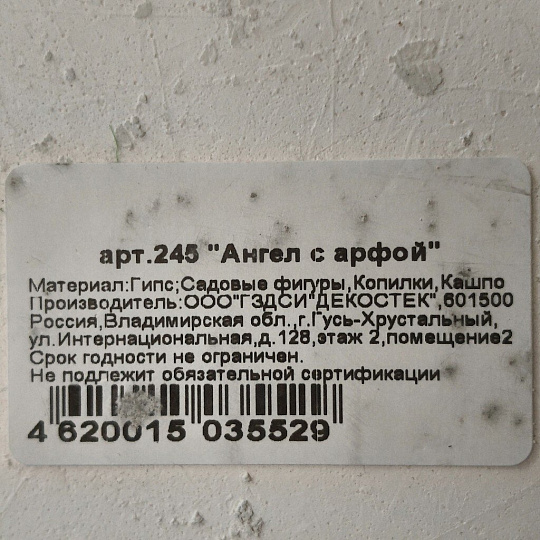 арт.245 "Ангел с арфой"
Материал:Гипс;Садовые фигуры,Копилки,Кашпо
Производитель:ООО"ГЗДСИ"ДЕКОСТЕК",601500
Россия,Владимирская обл.,г.Гусь-Хрустальный,
ул.Интернациональная,д.128,этаж 2,помещение2
Срок годности не ограничен.
Не подлежит обязательной сертификации
4 620015 035529